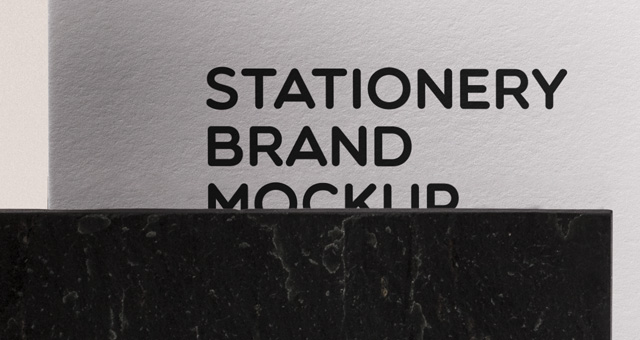 STATIONERY
BRAND
MOCKUP